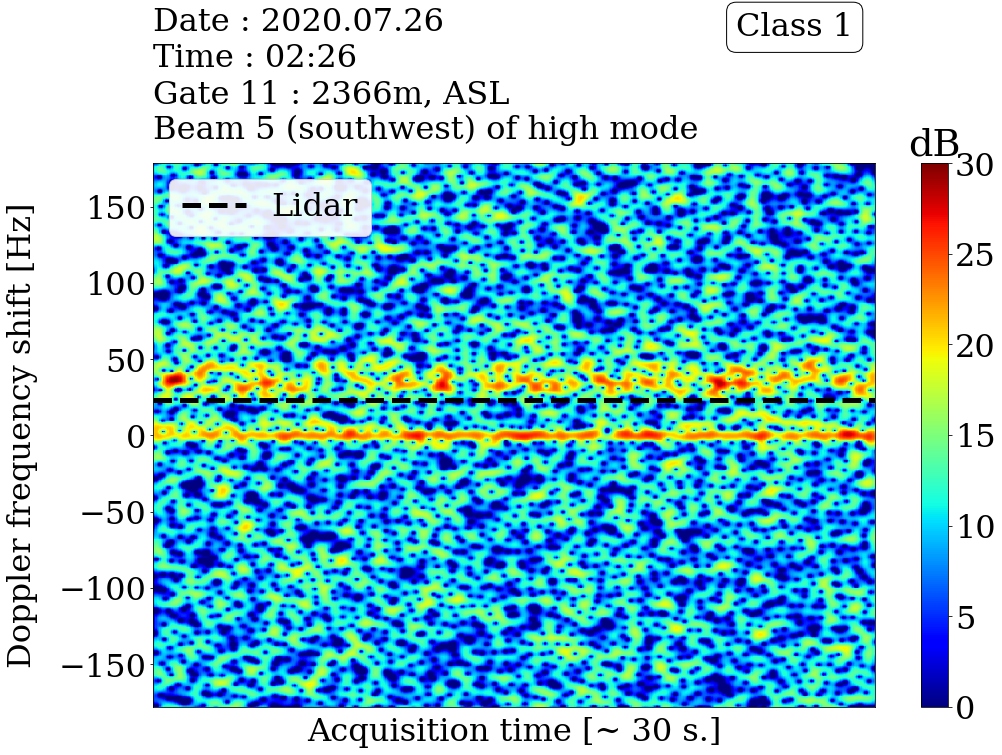 Date : 2020.07.26
Time : 02:26
Gate 11 : 2366m, ASL
Beam 5 (southwest) of high mode
Class 1
dB
Lidar
Doppler frequency shift [Hz]
150
100
50
0
−50
−100
−150
30
25
20
15
10
5
0
Acquisition time [~ 30 s.]